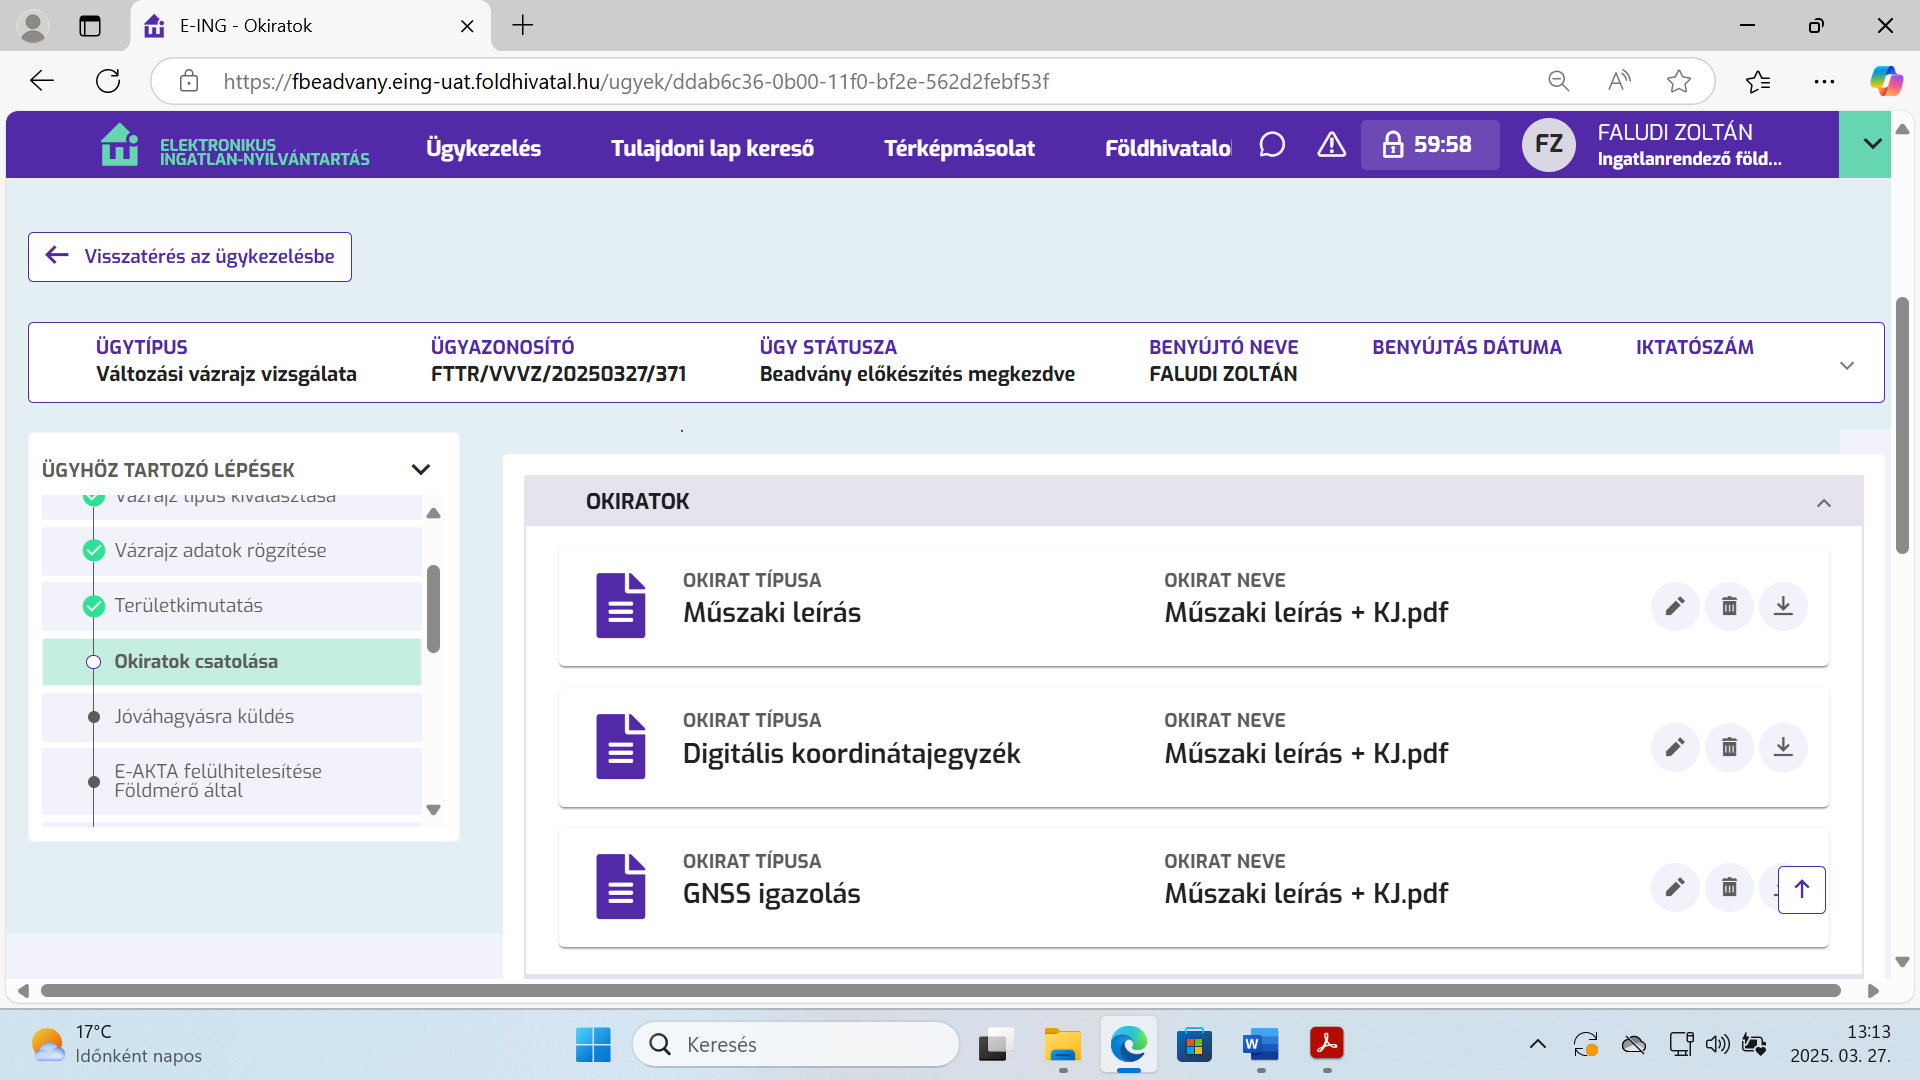 E-ING - Okiratok
https://fbeadvany.eing-uat.foldhivatal.hu/ugyek/ddab6c36-0b00-11f0-bf2e-562d2febf53f
ELEKTRONIKUS
INGATLAN-NYILVÁNTARTÁS
Ügykezelés
Tulajdoni lap kereső
Térképmásolat
Földhivatalo
59:58
FZ
FALUDI ZOLTÁN
Ingatlanrendező föld...
Visszatérés az ügykezelésbe
ÜGYTÍPUS
Változási vázrajz vizsgálata
ÜGYAZONOSÍTÓ
FTTR/VVVZ/20250327/371
ÜGY STÁTUSZA
Beadvány előkészítés megkezdve
BENYÚJTÓ NEVE
FALUDI ZOLTÁN
BENYÚJTÁS DÁTUMA
IKTATÓSZÁM
ÜGYHÖZ TARTOZÓ LÉPÉSEK
Vázrajz típus kiválasztása
Vázrajz adatok rögzítése
Területkimutatás
Okiratok csatolása
Jóváhagyásra küldés
E-AKTA felülhitelesítése
Földmérő által
OKIRATOK
OKIRAT TÍPUSA
Műszaki leírás
OKIRAT NEVE
Műszaki leírás + KJ.pdf
OKIRAT TÍPUSA
Digitális koordinátajegyzék
OKIRAT NEVE
Műszaki leírás + KJ.pdf
OKIRAT TÍPUSA
GNSS igazolás
OKIRAT NEVE
Műszaki leírás + KJ.pdf
17°C
Időnként napos
Keresés
13:13
2025. 03. 27.